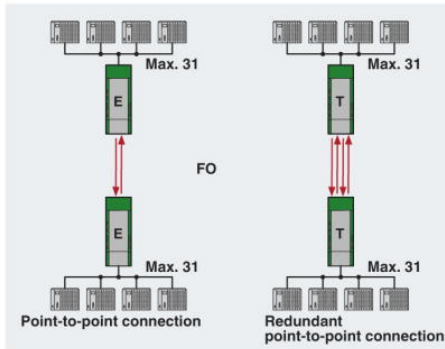 Max. 31
Max. 31
E
T
FO
E
T
Max. 31
Max. 31
Point-to-point connection
Redundant
point-to-point connection